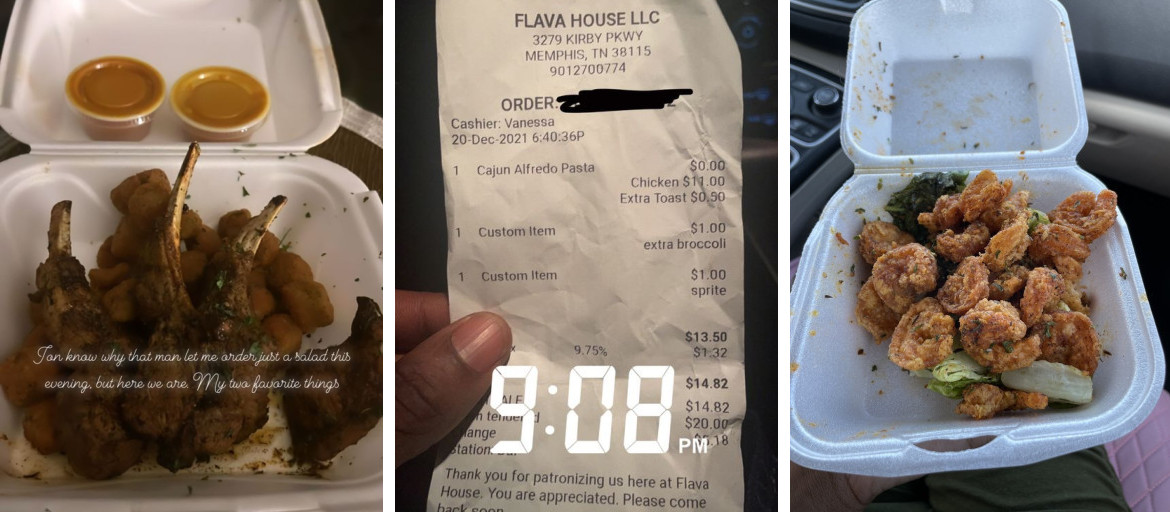 Jon know why that man let me order just a salad this
evening, but here we are. My two favorite things
FLAVA HOUSE LLC
3279 KIRBY PKWY
MEMPHIS, TN 38115
9012700774
ORDER:
Cashier: Vanessa
20-Dec-2021 6:40:36P
1 Cajun Alfredo Pasta $0.00
Chicken $11.00
Extra Toast $0.50
1 Custom Item $1.00
extra broccoli
1 Custom Item $1.00
sprite
$13.50
9.75% $1.32
$14.82
$14.82
$20.00
9:08 PM
Thank you for patronizing us here at Flava
House. You are appreciated. Please come
back soon